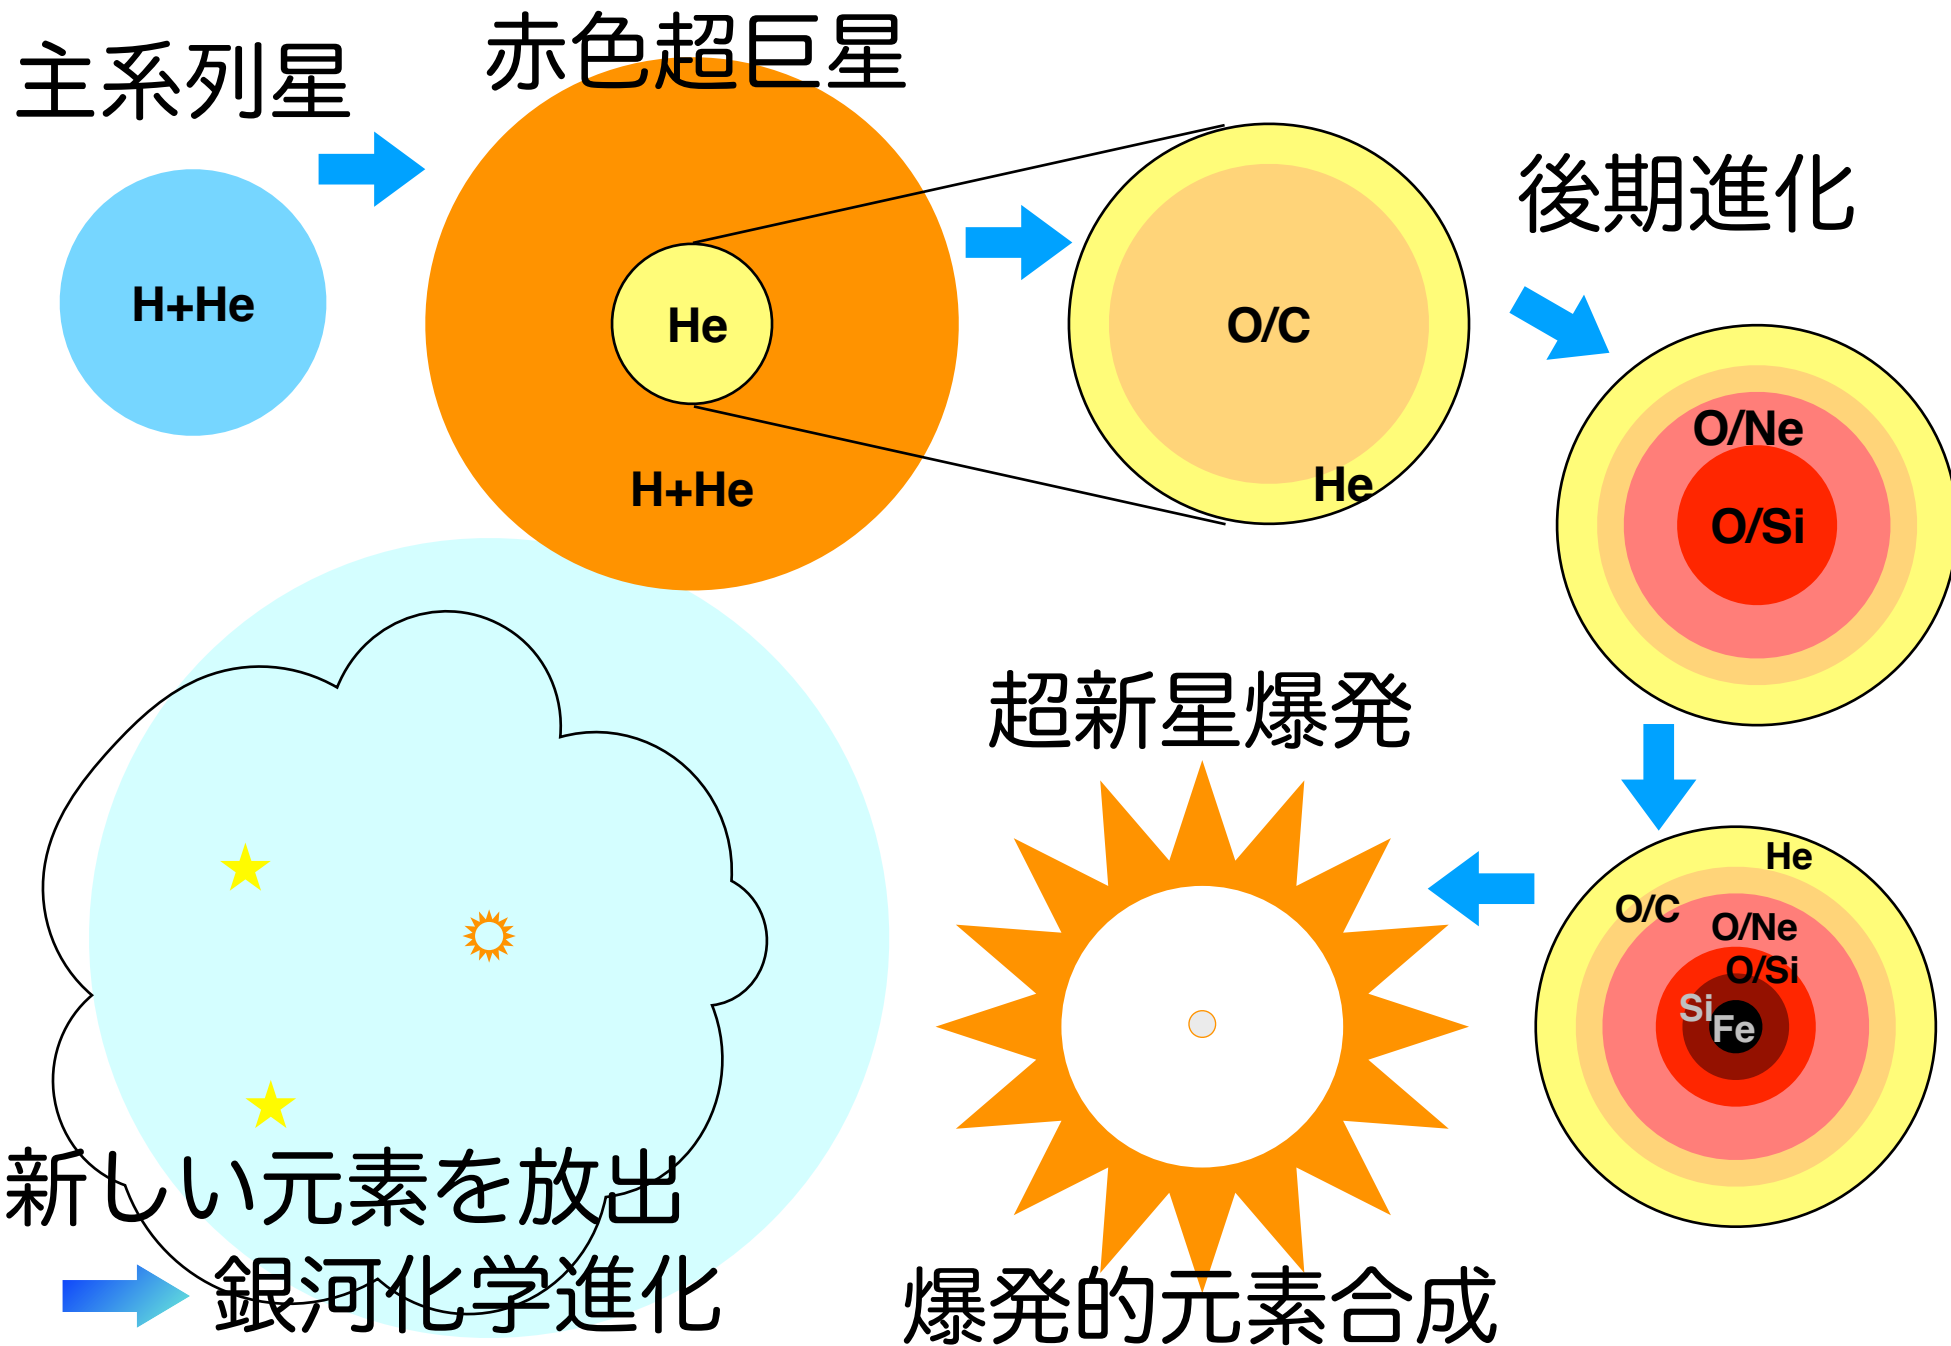 主系列星
H+He
赤色超巨星
He
H+He
O/C
He
後期進化
O/Ne
O/Si
He
O/C
O/Ne
O/Si
Si
Fe
超新星爆発
爆発的元素合成
新しい元素を放出
銀河化学進化